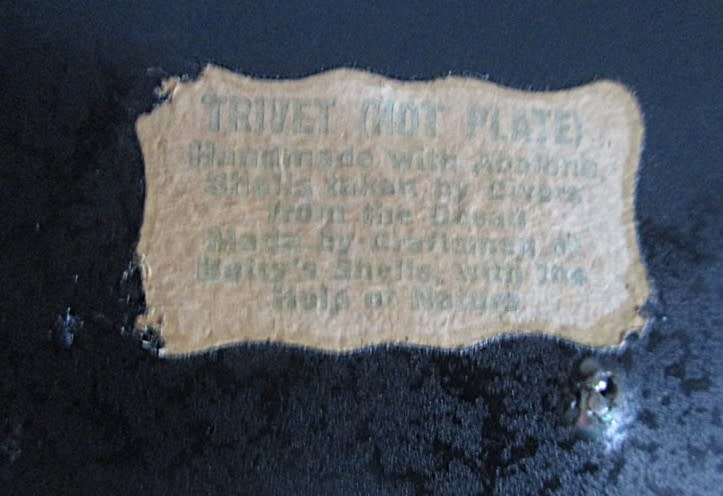 TRIVET (HOT PLATE)
Handmade with Abalone
Shells taken by Divers
from the Ocean
Made by Craftsmen at
Shells, with the
Help of Nature